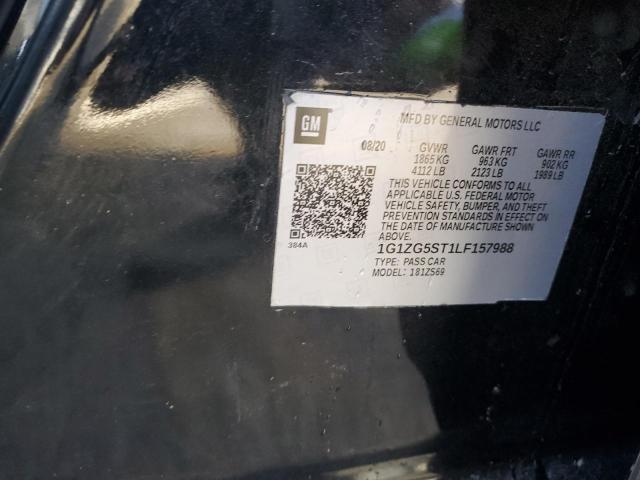 GM
MFD BY GENERAL MOTORS LLC
08/20 GVWR GAWR FRT GAWR RR
1865 KG 963 KG 902 KG
4112 LB 2123 LB 1989 LB
THIS VEHICLE CONFORMS TO ALL
APPLICABLE U.S. FEDERAL MOTOR
VEHICLE SAFETY, BUMPER, AND THEFT
PREVENTION STANDARDS IN EFFECT ON
THE DATE OF MANUFACTURE SHOWN
ABOVE.
384A
1G1ZG5ST1LF157988
TYPE: PASS CAR
MODEL: 181ZS69